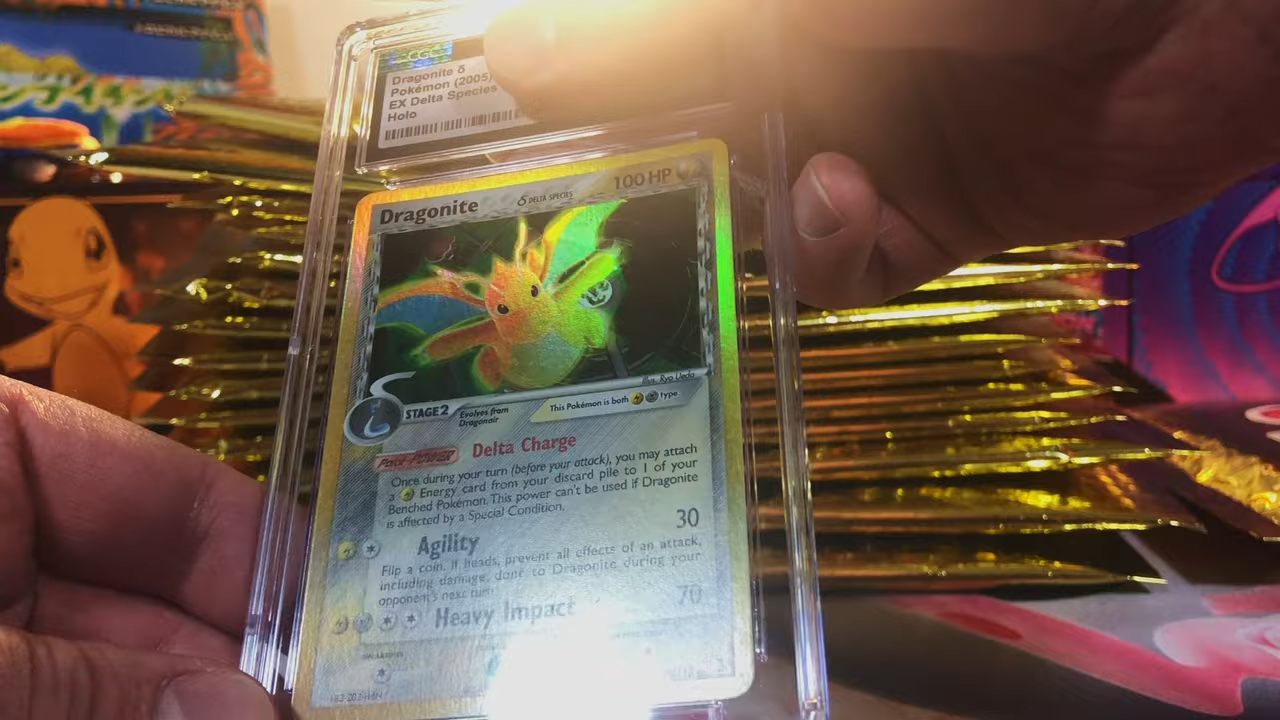 CGC
Dragonite δ
Pokémon (2005)
EX Delta Species
Holo
Dragonite
δ DELTA SPECIES
100 HP
Illus. Ryo Ueda
STAGE 2
Evolves from
Dragonair
This Pokémon is both type
Poké-POWER Delta Charge
Once during your turn (before your attack), you may attach
a Energy card from your discard pile to 1 of your
Benched Pokémon. This power can't be used if Dragonite
is affected by a Special Condition.
Agility 30
Flip a coin. If heads, prevent all effects of an attack,
including damage, done to Dragonite during your
opponent's next turn.
Heavy Impact 70
weakness